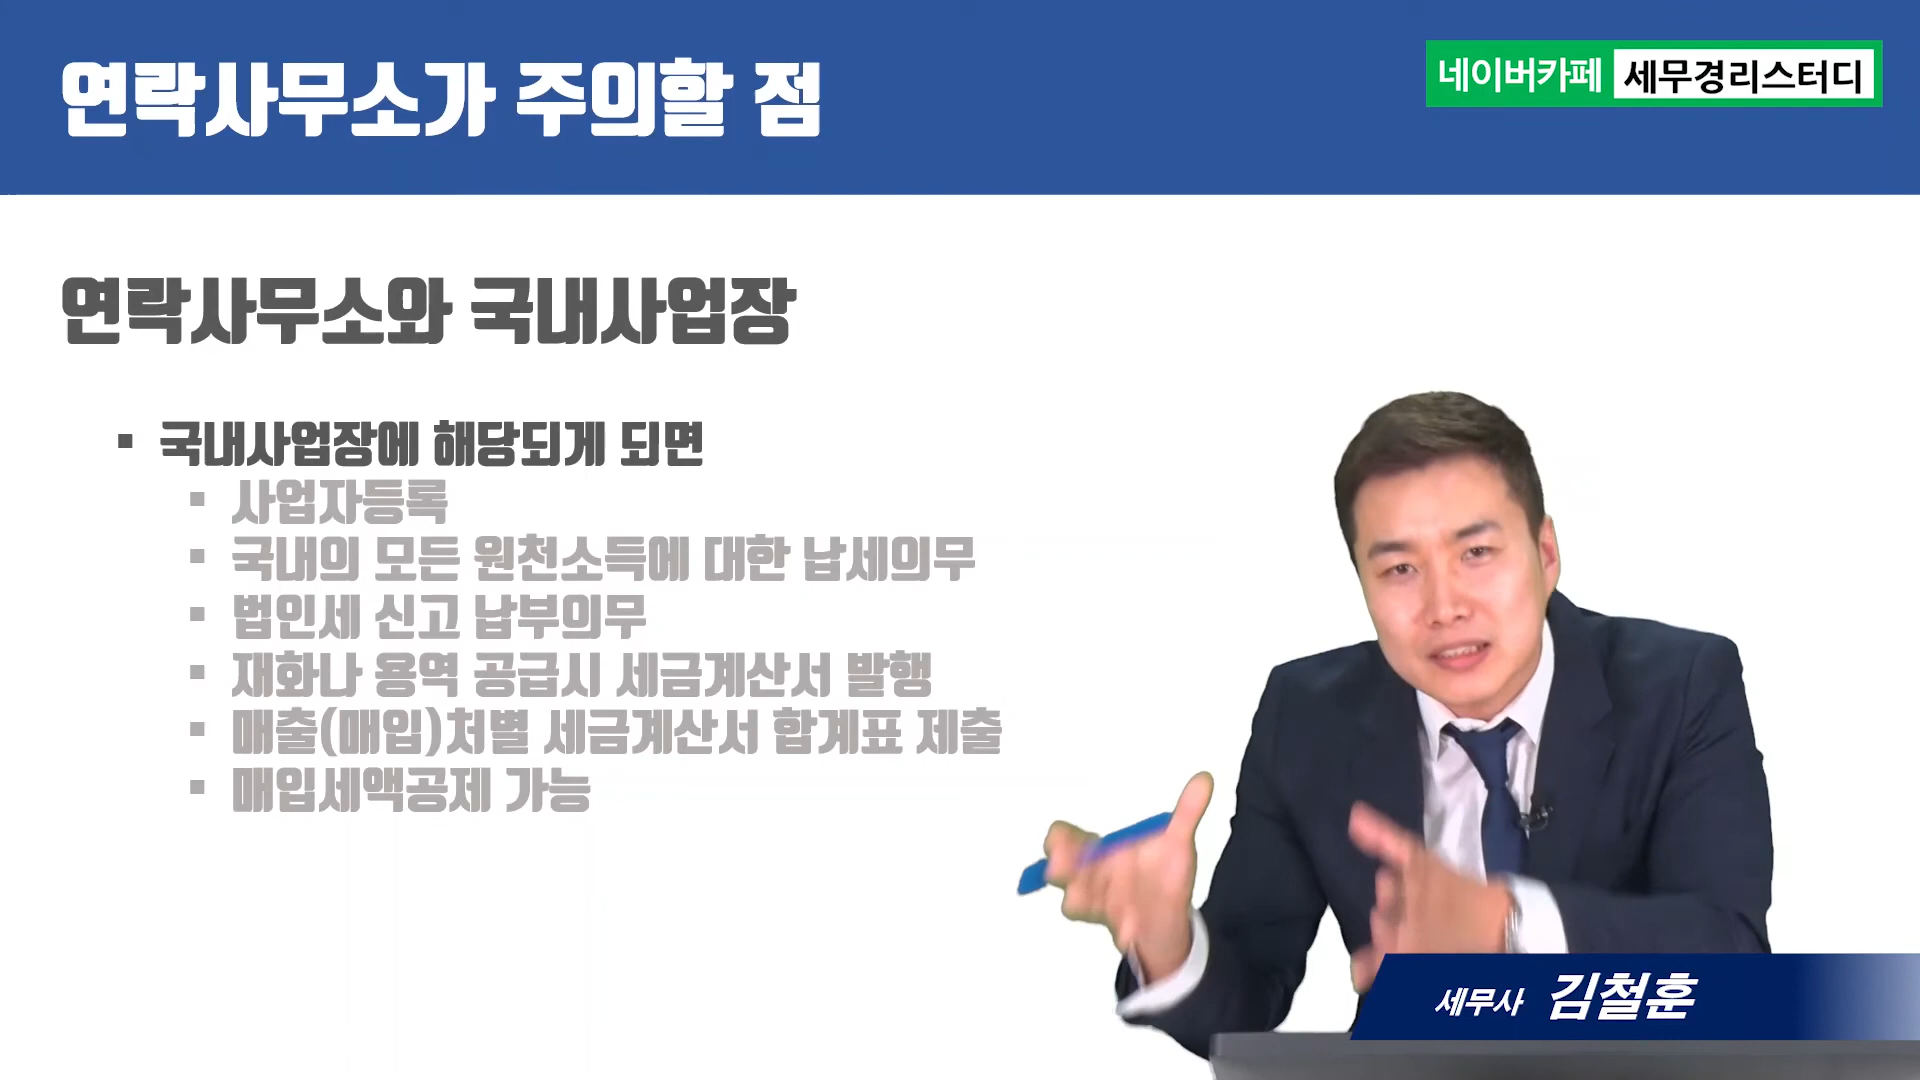 연락사무소가 주의할 점
네이버카페 세무경리스터디
연락사무소와 국내사업장
▪ 국내사업장에 해당되게 되면
▪ 사업자등록
▪ 국내의 모든 원천소득에 대한 납세의무
▪ 법인세 신고 납부의무
▪ 재화나 용역 공급시 세금계산서 발행
▪ 매출(매입)처별 세금계산서 합계표 제출
▪ 매입세액공제 가능
세무사 김철훈